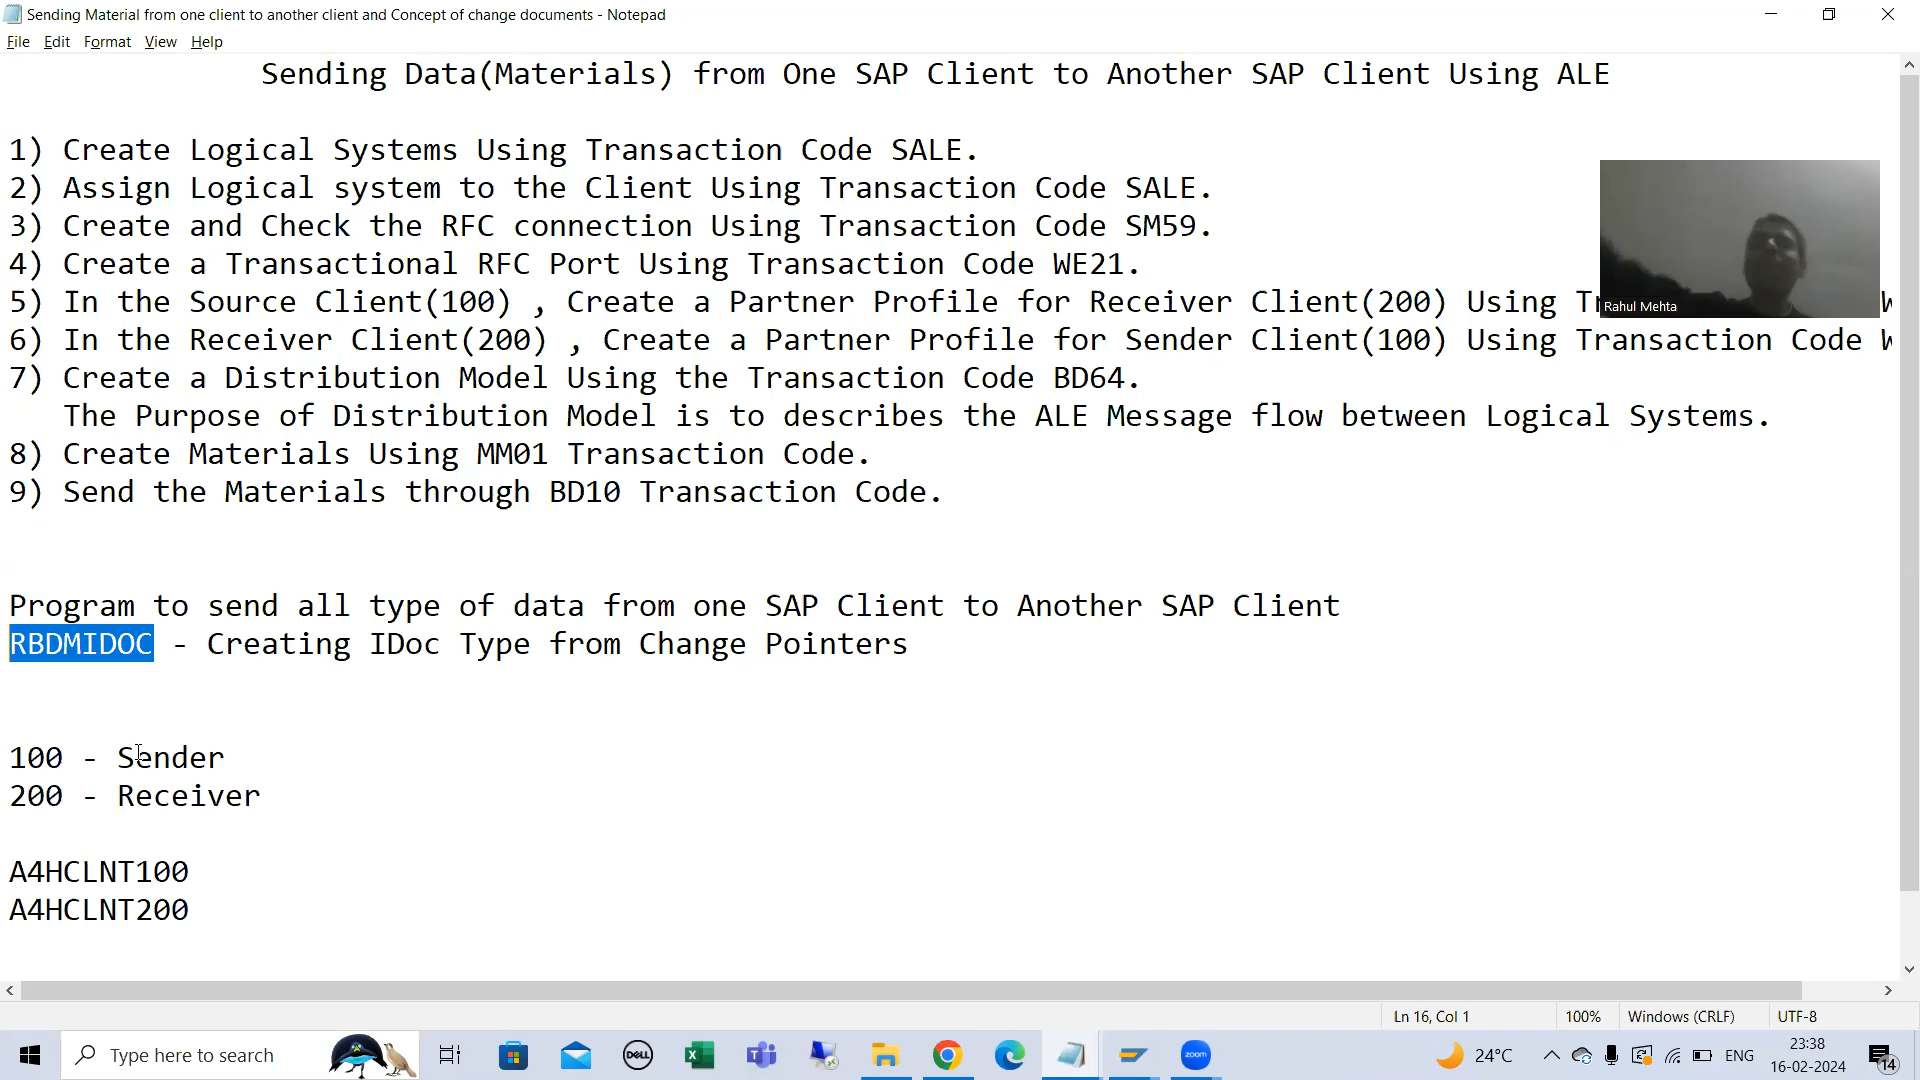 Sending Material from one client to another client and Concept of change documents - Notepad
File Edit Format View Help
Sending Data(Materials) from One SAP Client to Another SAP Client Using ALE
1) Create Logical Systems Using Transaction Code SALE.
2) Assign Logical system to the Client Using Transaction Code SALE.
3) Create and Check the RFC connection Using Transaction Code SM59.
4) Create a Transactional RFC Port Using Transaction Code WE21.
5) In the Source Client(100) , Create a Partner Profile for Receiver Client(200) Using
Rahul Mehta
6) In the Receiver Client(200) , Create a Partner Profile for Sender Client(100) Using Transaction Code
7) Create a Distribution Model Using the Transaction Code BD64.
The Purpose of Distribution Model is to describes the ALE Message flow between Logical Systems.
8) Create Materials Using MM01 Transaction Code.
9) Send the Materials through BD10 Transaction Code.
Program to send all type of data from one SAP Client to Another SAP Client
RBDMIDOC - Creating IDoc Type from Change Pointers
100 - Sender
200 - Receiver
A4HCLNT100
A4HCLNT200
Ln 16, Col 1 100% Windows (CRLF) UTF-8
Type here to search
DELL
zoom
24°C
ENG
23:38
16-02-2024
14